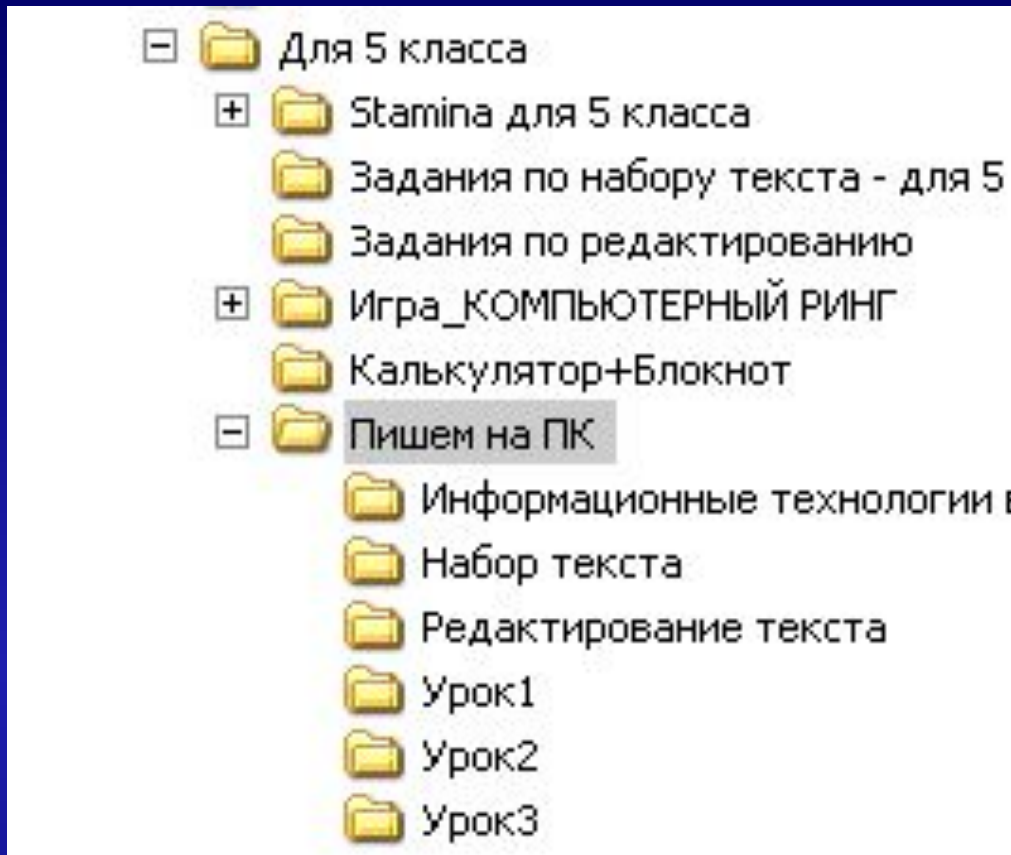 Для 5 класса
Stamina для 5 класса
Задания по набору текста - для 5
Задания по редактированию
Игра_КОМПЬЮТЕРНЫЙ РИНГ
Калькулятор+Блокнот
Пишем на ПК
Информационные технологии в
Набор текста
Редактирование текста
Урок1
Урок2
Урок3